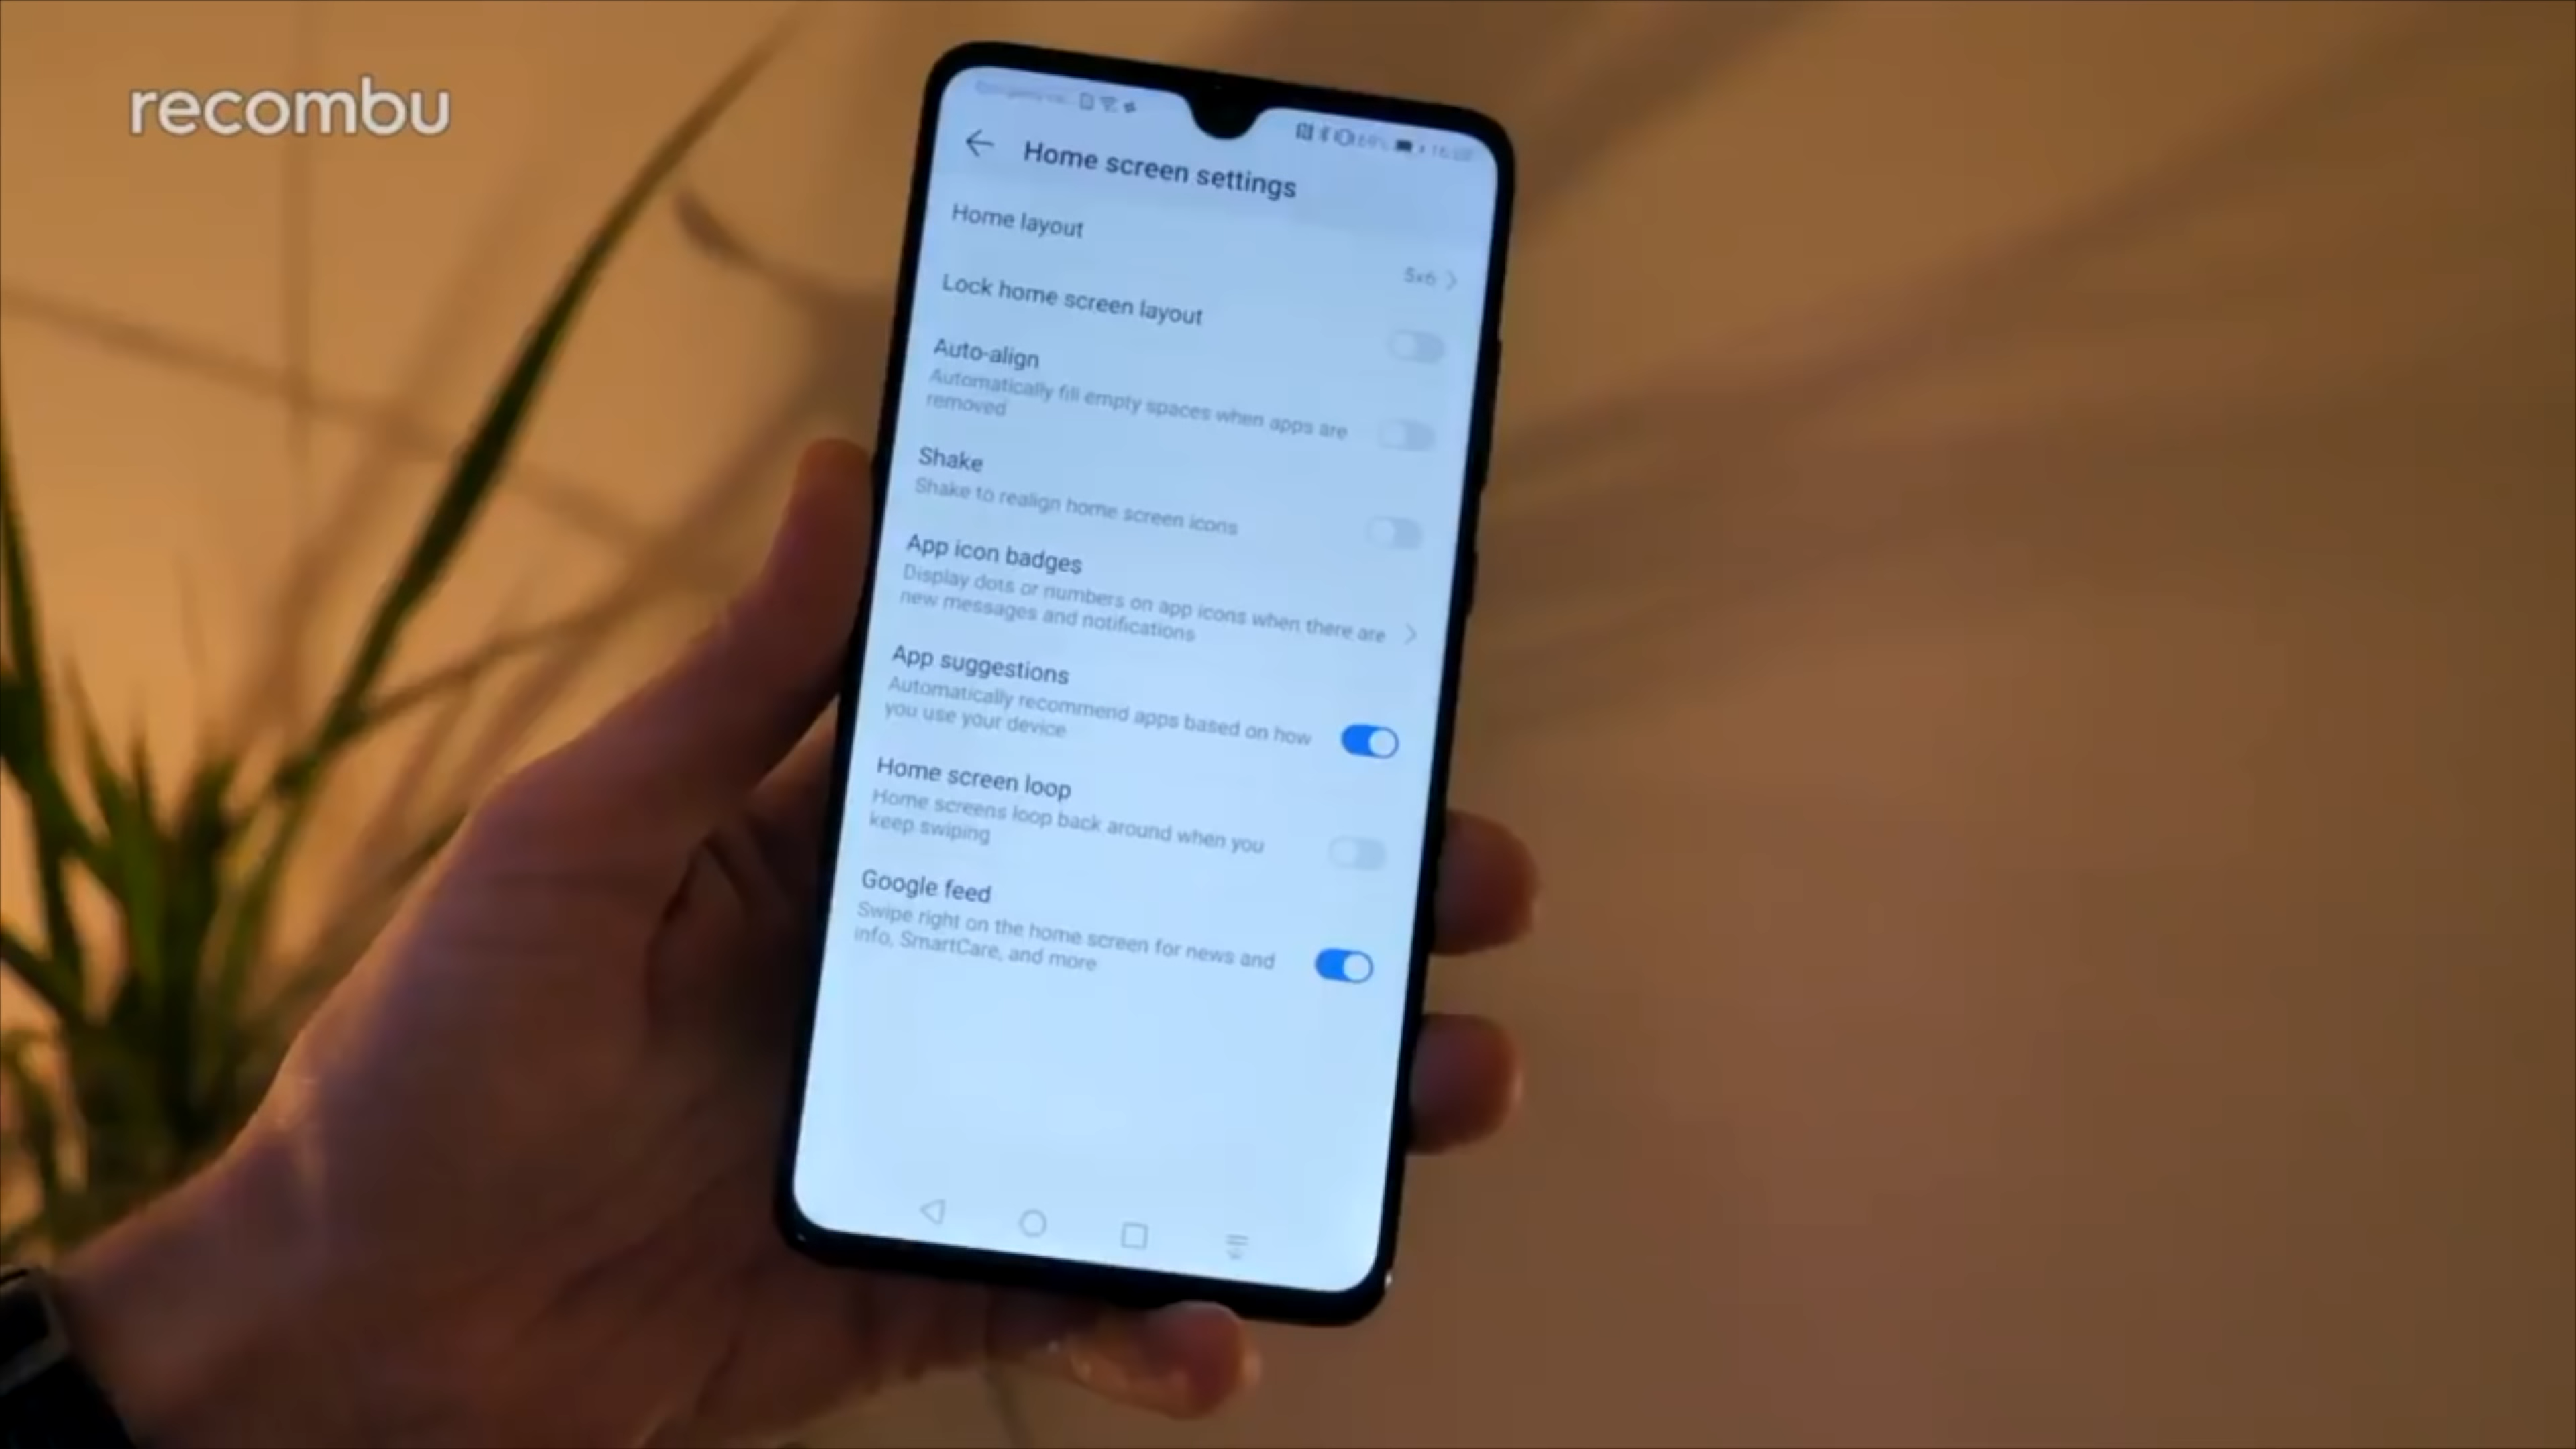 recombu
69%
Home screen settings
Home layout
5x6
Lock home screen layout
Auto-align
Automatically fill empty spaces when apps are
removed
Shake
Shake to realign home screen icons
App icon badges
Display dots or numbers on app icons when there are
new messages and notifications
App suggestions
Automatically recommend apps based on how
you use your device
Home screen loop
Home screens loop back around when you
keep swiping
Google feed
Swipe right on the home screen for news and
info, SmartCare, and more